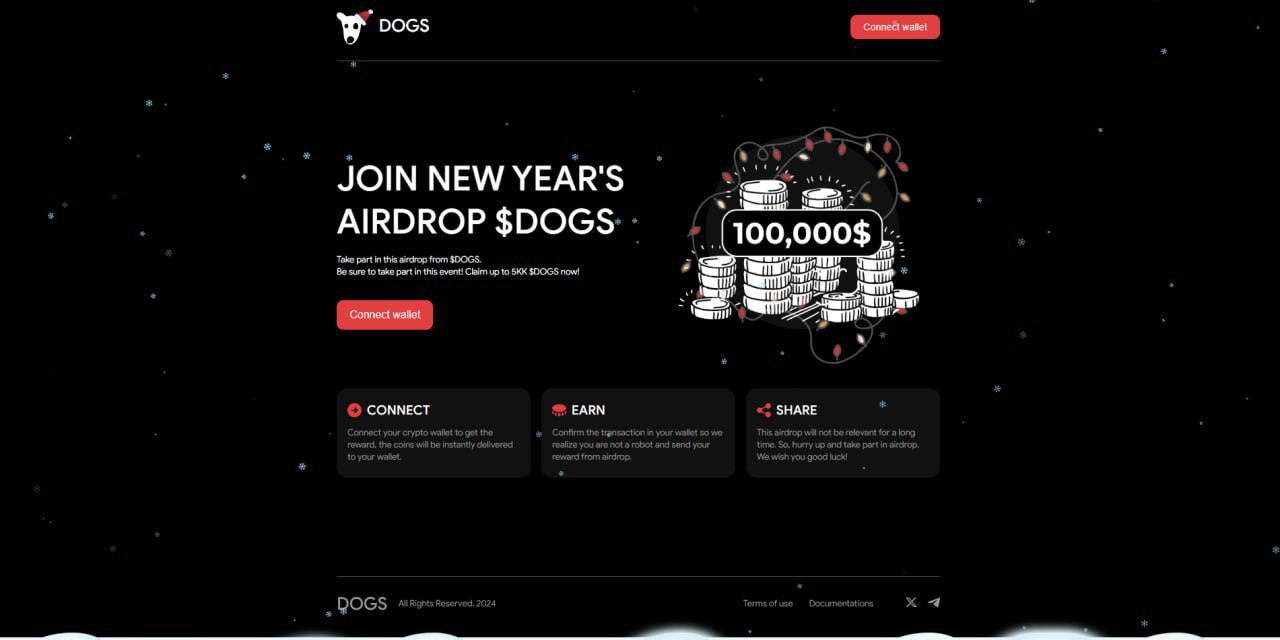 DOGS
Connect wallet
JOIN NEW YEAR'S
AIRDROP $DOGS
Take part in this airdrop from $DOGS.
Be sure to take part in this event! Claim up to 5KK $DOGS now!
Connect wallet
100,000$
CONNECT
Connect your crypto wallet to get the
reward, the coins will be instantly delivered
to your wallet.
EARN
Confirm the transaction in your wallet so we
realize you are not a robot and send your
reward from airdrop.
SHARE
This airdrop will not be relevant for a long
time. So, hurry up and take part in airdrop.
We wish you good luck!
DOGS
All Rights Reserved. 2024
Terms of use
Documentations